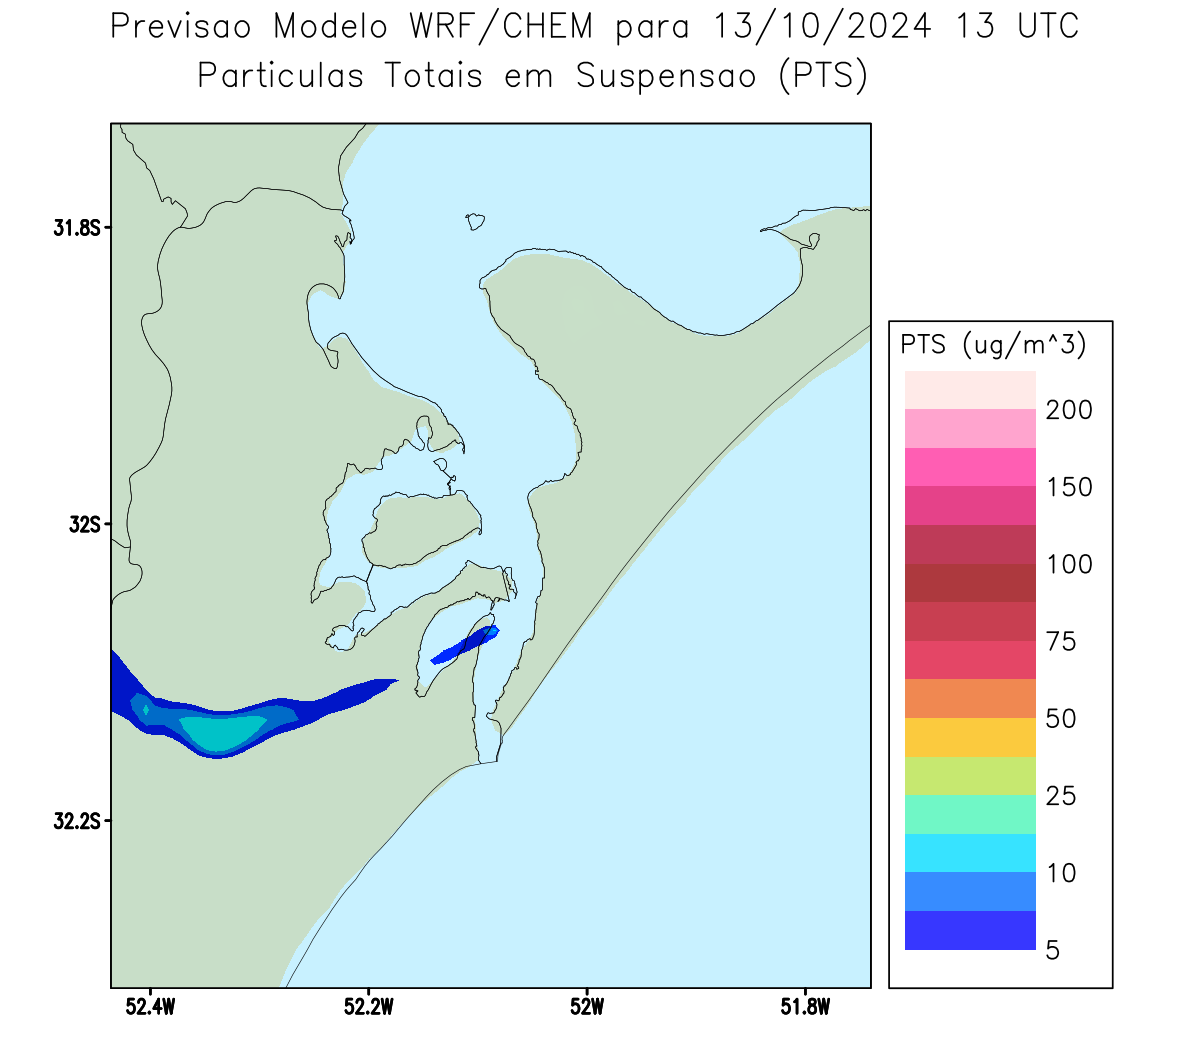 Previsao Modelo WRF/CHEM para 13/10/2024 13 UTC
Particulas Totais em Suspensao (PTS)
31.8S
32S
32.2S
52.4W
52.2W
52W
51.8W
PTS (ug/m^3)
200
150
100
75
50
25
10
5